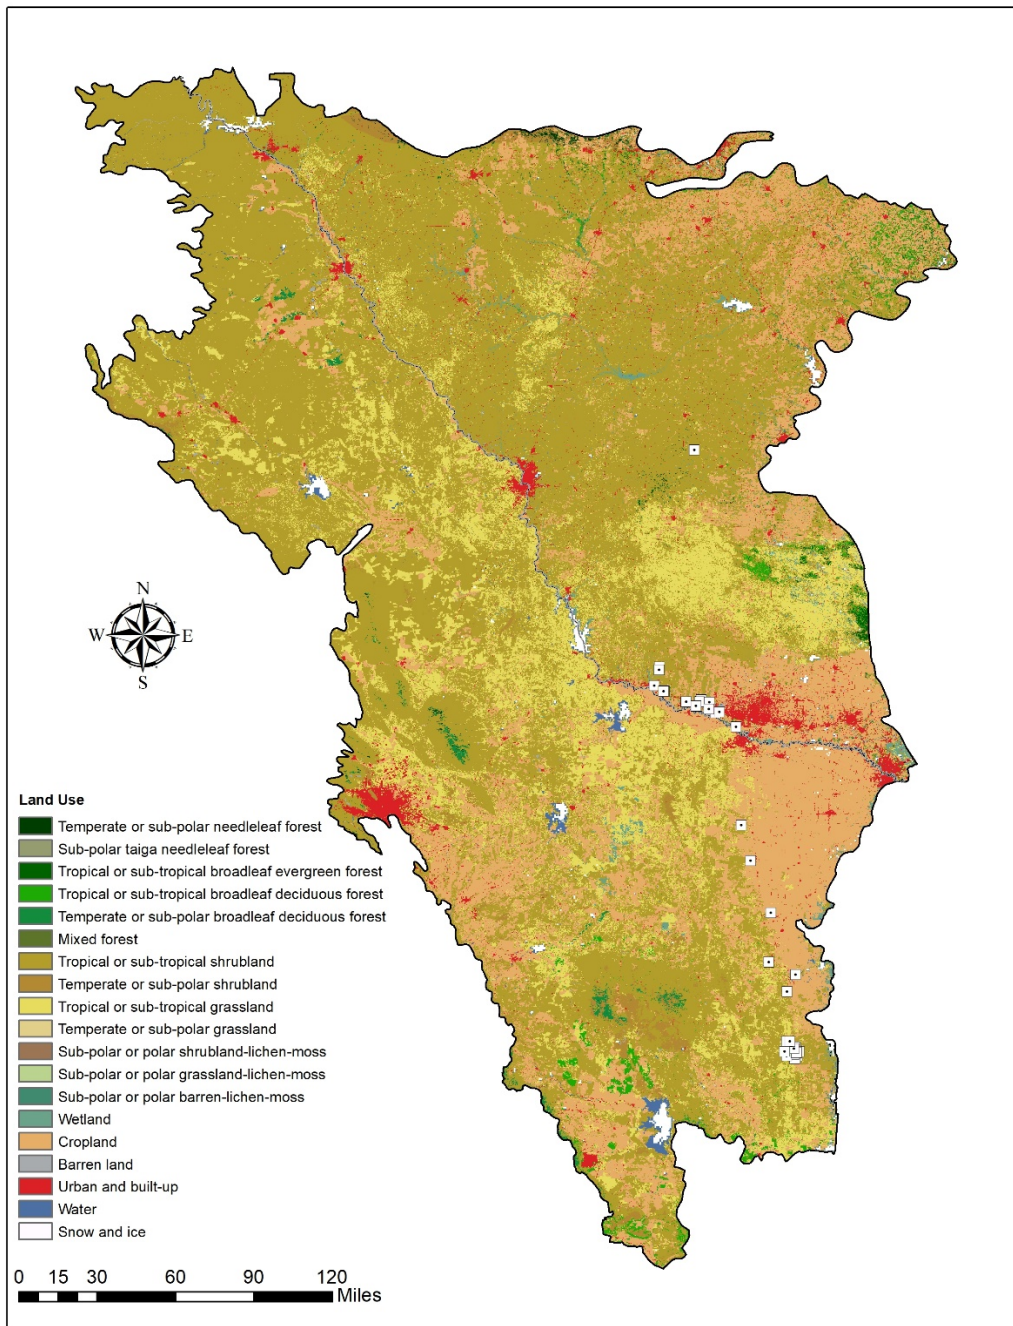 N
W
E
S
Land Use
Temperate or sub-polar needleleaf forest
Sub-polar taiga needleleaf forest
Tropical or sub-tropical broadleaf evergreen forest
Tropical or sub-tropical broadleaf deciduous forest
Temperate or sub-polar broadleaf deciduous forest
Mixed forest
Tropical or sub-tropical shrubland
Temperate or sub-polar shrubland
Tropical or sub-tropical grassland
Temperate or sub-polar grassland
Sub-polar or polar shrubland-lichen-moss
Sub-polar or polar grassland-lichen-moss
Sub-polar or polar barren-lichen-moss
Wetland
Cropland
Barren land
Urban and built-up
Water
Snow and ice
0 15 30 60 90 120
Miles